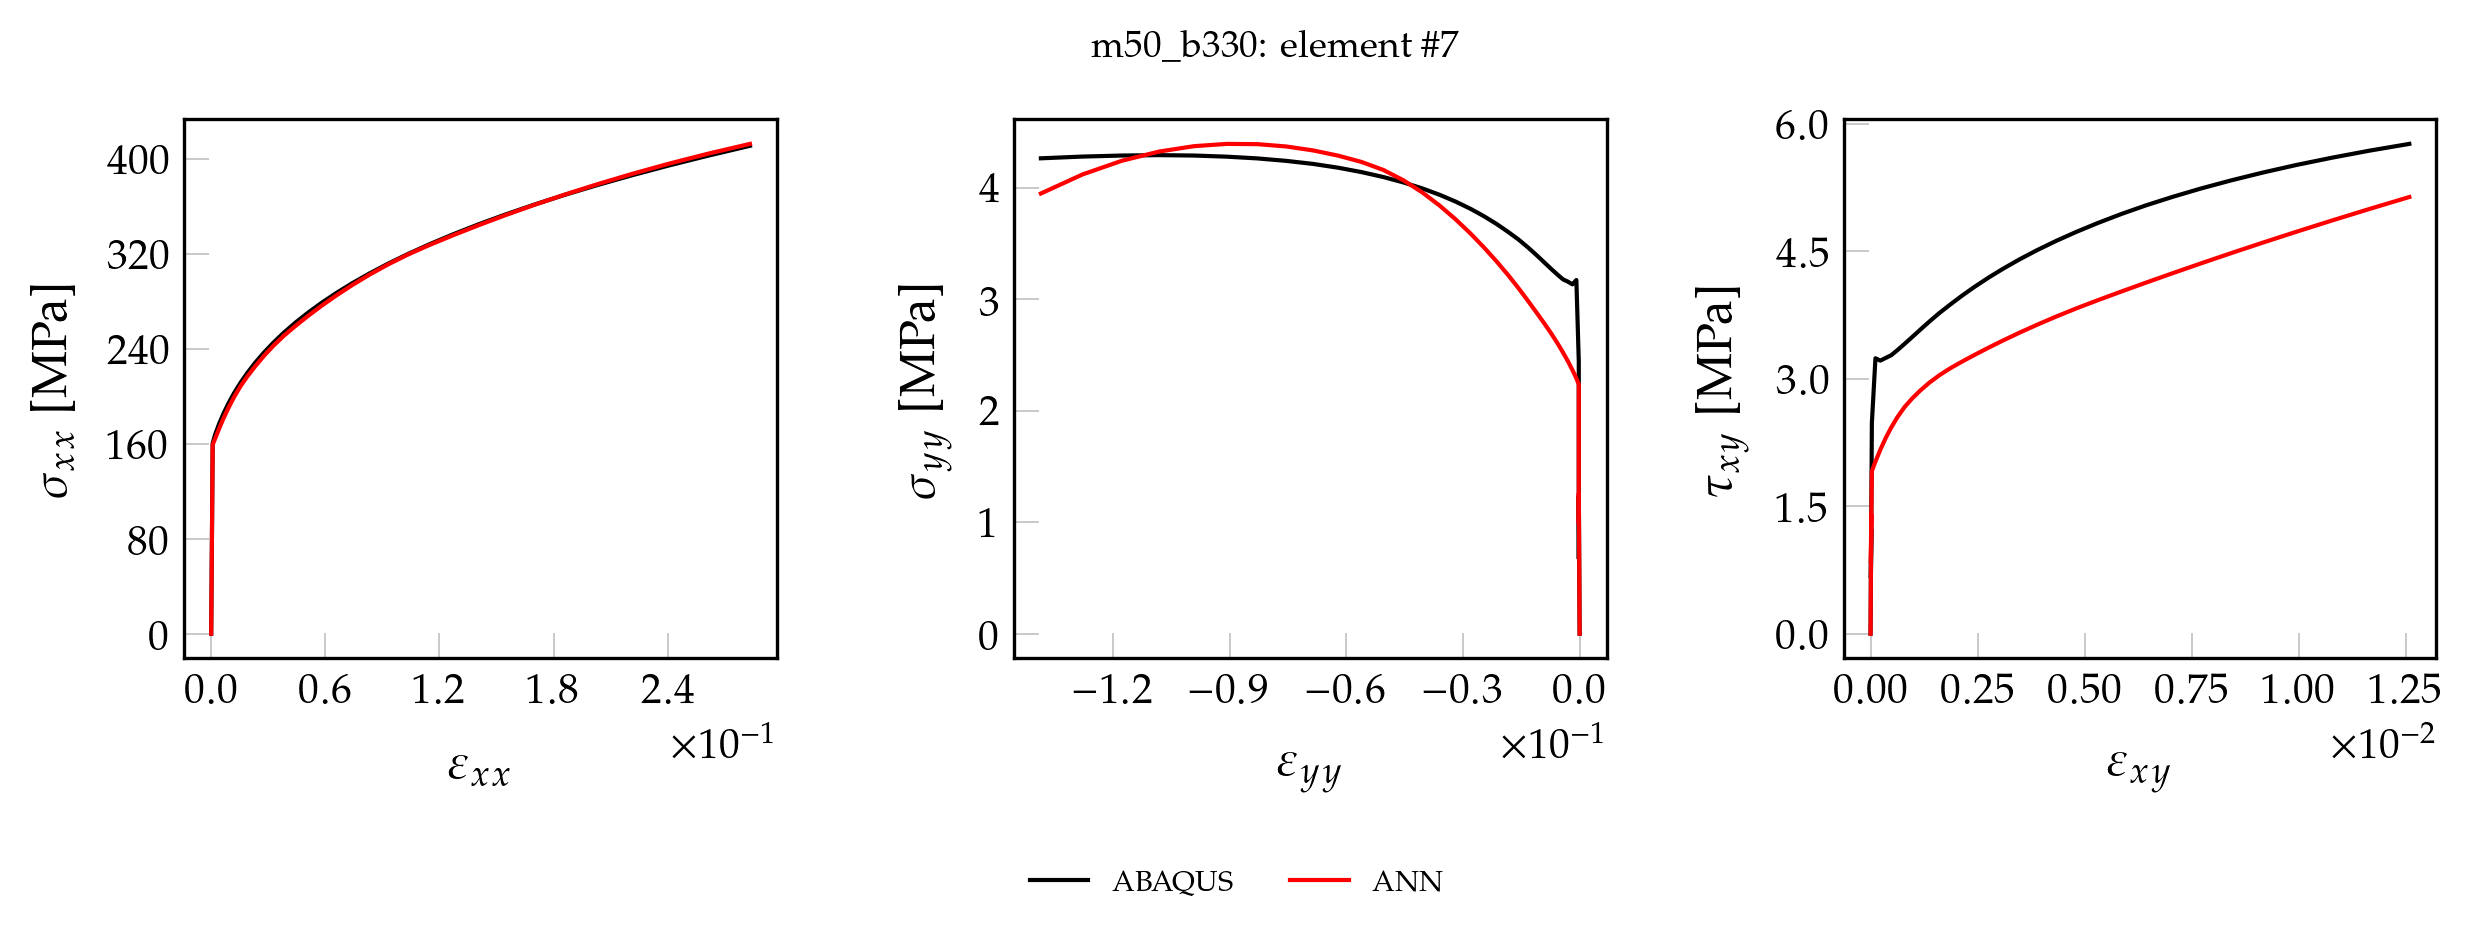 m50_b330: element #7
σxx [MPa]
400
320
240
160
80
0
0.0 0.6 1.2 1.8 2.4
×10⁻¹
εxx
σyy [MPa]
4
3
2
1
0
−1.2 −0.9 −0.6 −0.3 0.0
×10⁻¹
εyy
τxy [MPa]
6.0
4.5
3.0
1.5
0.0
0.00 0.25 0.50 0.75 1.00 1.25
×10⁻²
εxy
ABAQUS ANN